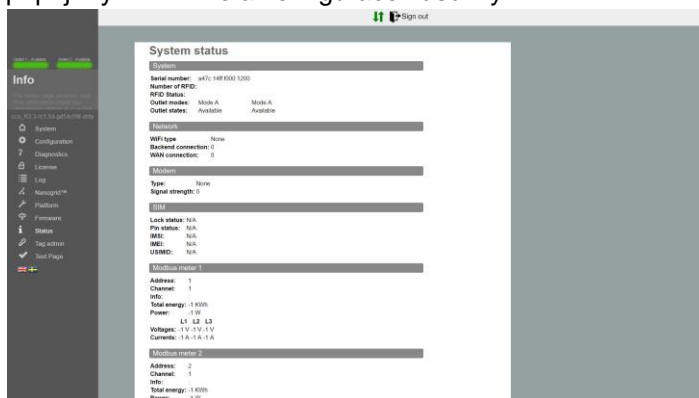 Sign out
Info
System
Configuration
Diagnostics
License
Log
Nanogrid™
Platform
Firmware
Status
Tag admin
Test Page
System status
System
Serial number:
Number of RFID:
RFID Status:
Outlet modes: Mode A Mode A
Outlet states: Available Available
Network
WiFi type None
Backend connection: 0
WAN connection: 0
Modem
Type: None
Signal strength: 0
SIM
Lock status: N/A
Pin status: N/A
IMSI: N/A
IMEI: N/A
USIMID: N/A
Modbus meter 1
Address: 1
Channel: 1
Info:
Total energy: -1 KWh
Power: -1 W
L1 L2 L3
Voltages: -1 V -1 V -1 V
Currents: -1 A -1 A -1 A
Modbus meter 2
Address: 2
Channel: 1
Info:
Total energy: -1 KWh
Power: -1 W